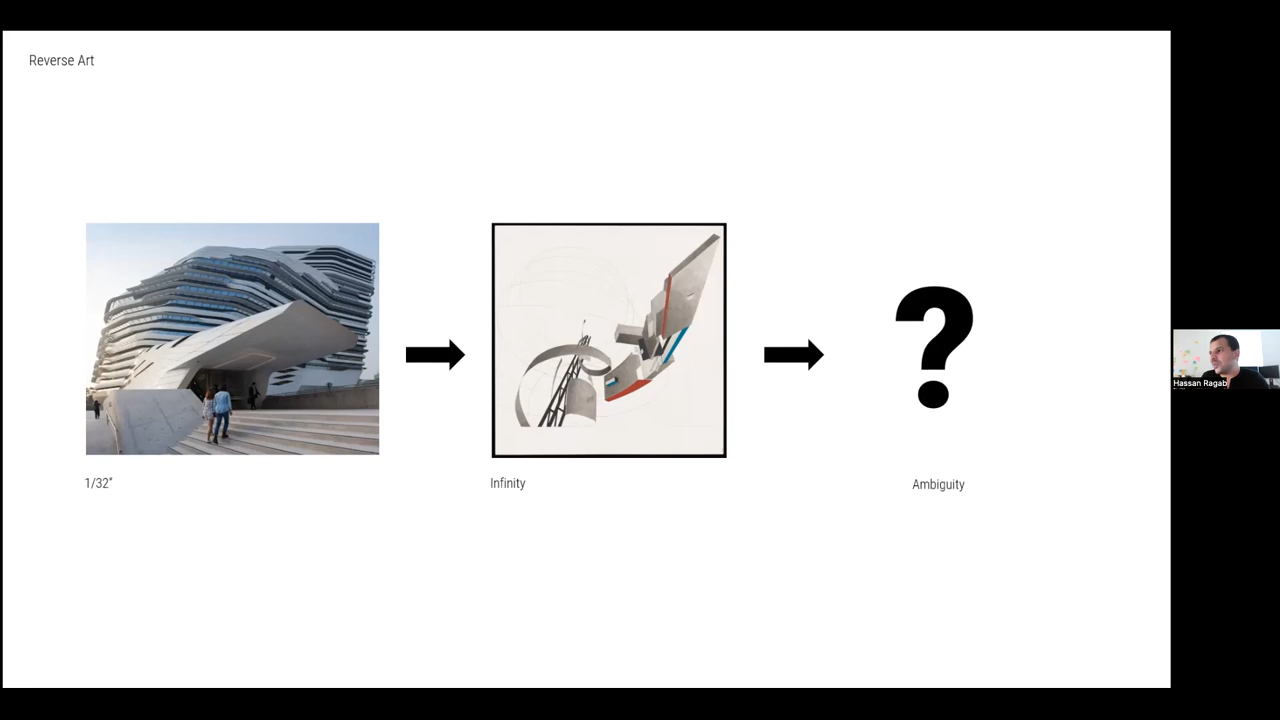 Reverse Art
1/32"
Infinity
?
Ambiguity
Hassan Ragab